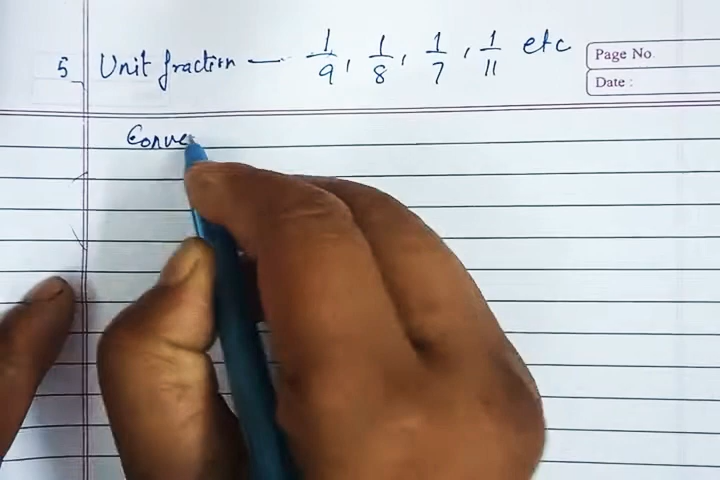 5 Unit fraction — 1/9, 1/8, 1/7, 1/11 etc
Page No.
Date :
Conve